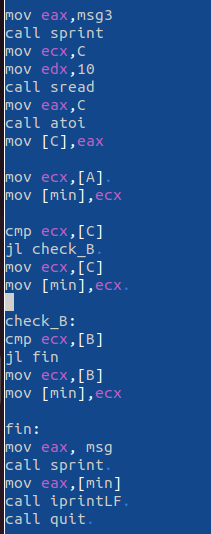 mov eax,msg3
call sprint
mov ecx,C
mov edx,10
call sread
mov eax,C
call atoi
mov [C],eax
mov ecx,[A].
mov [min],ecx
cmp ecx,[C]
jl check_B.
mov ecx,[C]
mov [min],ecx.
check_B:
cmp ecx,[B]
jl fin
mov ecx,[B]
mov [min],ecx
fin:
mov eax, msg
call sprint.
mov eax,[min]
call iprintLF.
call quit.